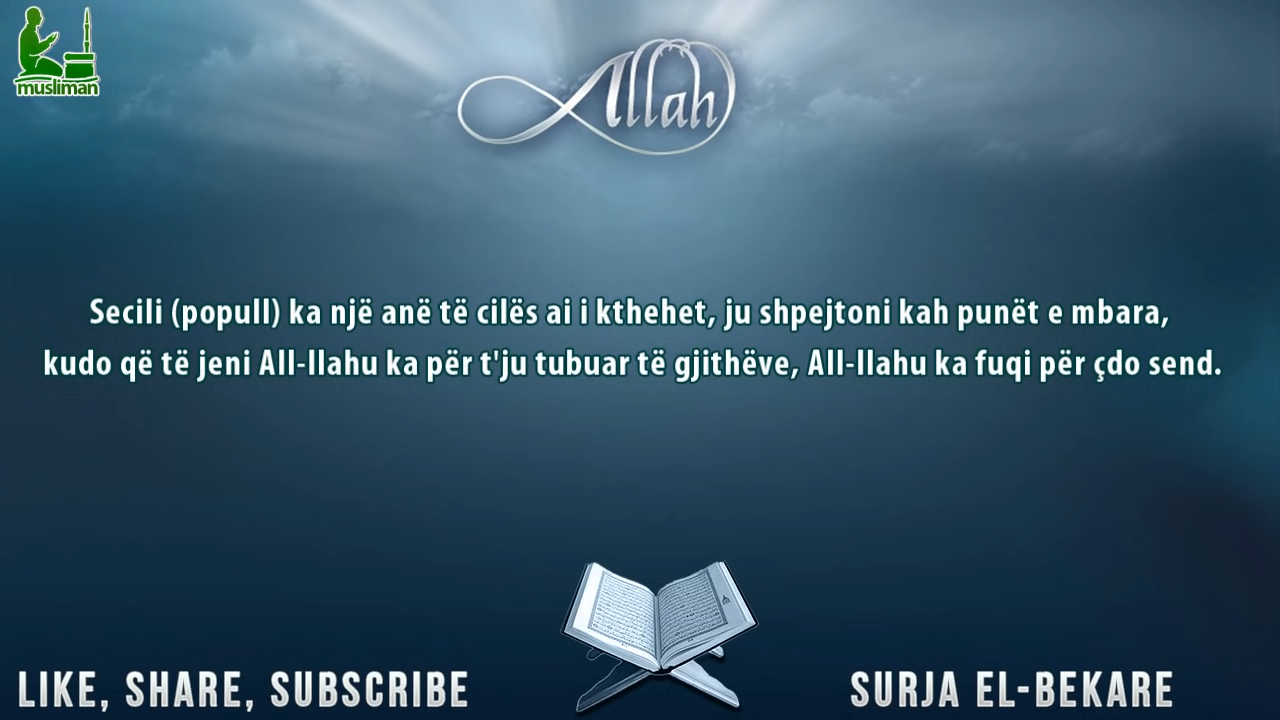 musliman
Allah
Secili (popull) ka një anë të cilës ai i kthehet, ju shpejtoni kah punët e mbara,
kudo që të jeni All-llahu ka për t'ju tubuar të gjithëve, All-llahu ka fuqi për çdo send.
LIKE, SHARE, SUBSCRIBE
SURJA EL-BEKARE